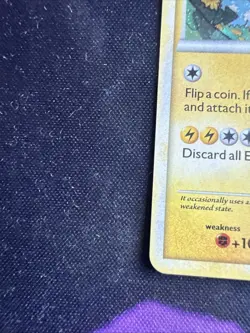 Flip a coin. If
and attach it
Discard all E
It occasionally uses a
weakened state.
weakness
+10